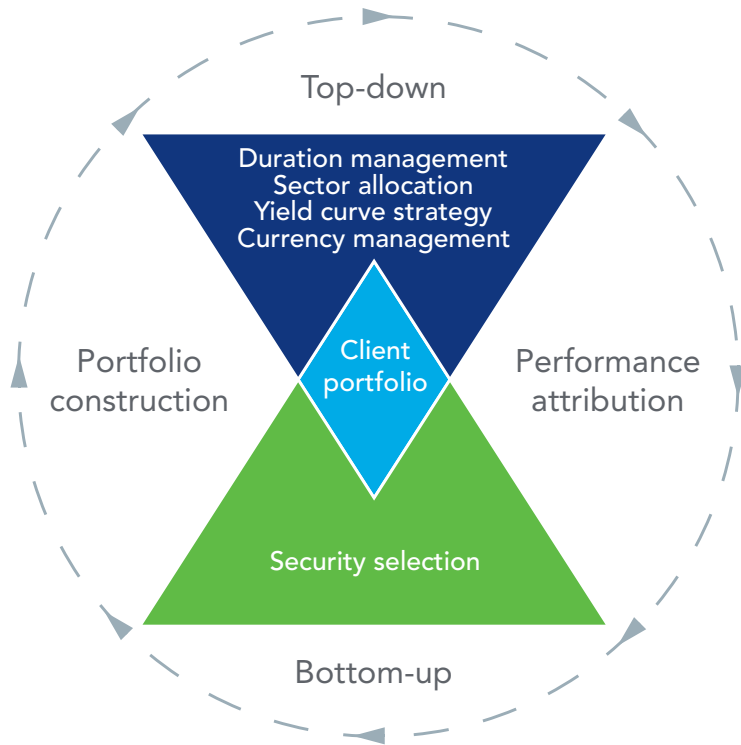 Top-down
Duration management
Sector allocation
Yield curve strategy
Currency management
Client
portfolio
Portfolio
construction
Performance
attribution
Security selection
Bottom-up